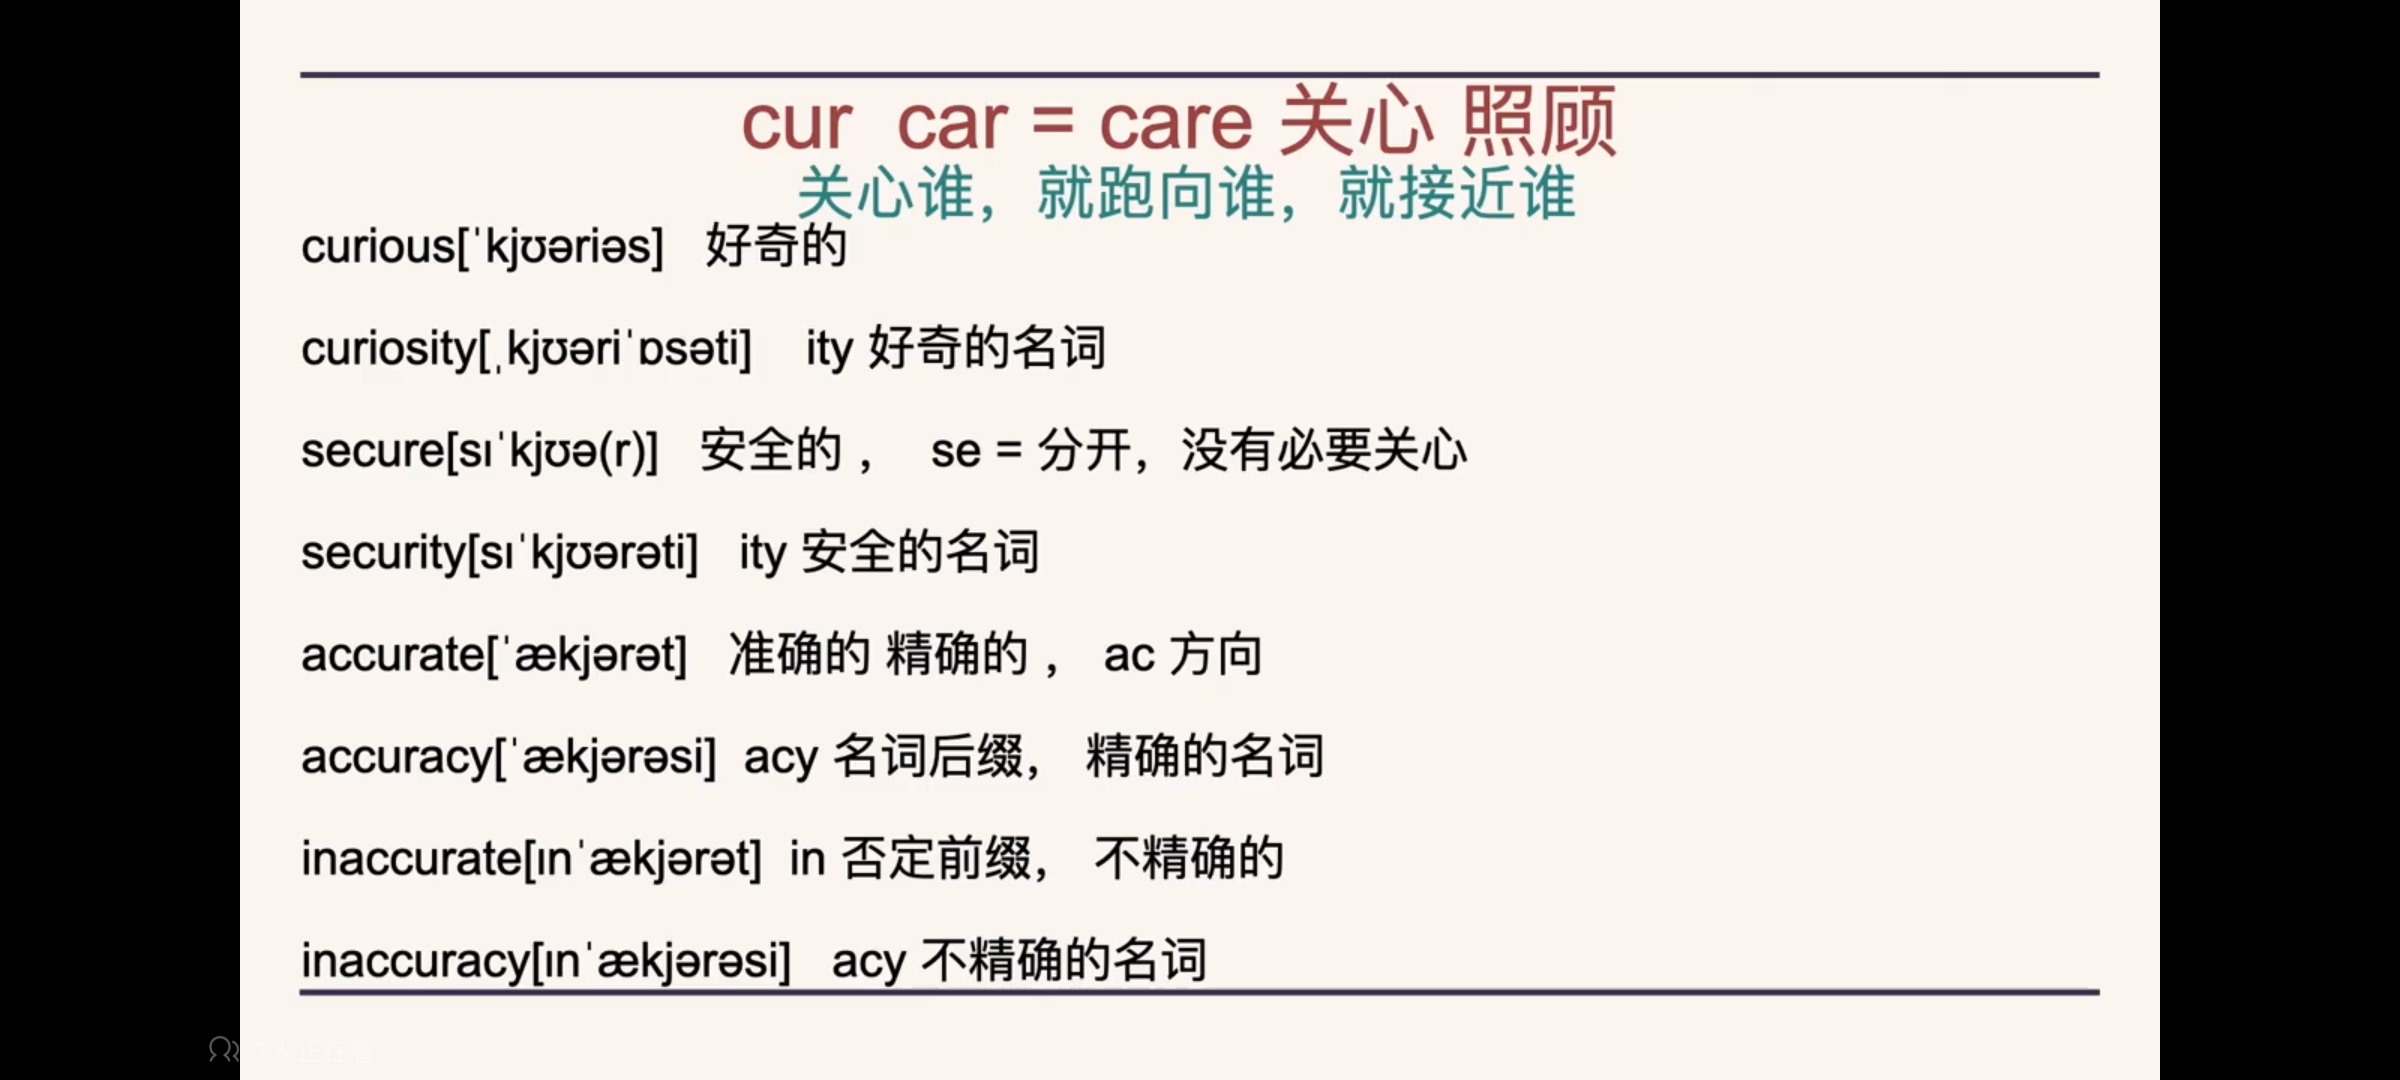 cur car = care 关心 照顾
关心谁，就跑向谁，就接近谁
curious[ˈkjʊəriəs] 好奇的
curiosity[ˌkjʊəriˈɒsəti] ity 好奇的名词
secure[sɪˈkjʊə(r)] 安全的 ， se = 分开，没有必要关心
security[sɪˈkjʊərəti] ity 安全的名词
accurate[ˈækjərət] 准确的 精确的 ， ac 方向
accuracy[ˈækjərəsi] acy 名词后缀， 精确的名词
inaccurate[ɪnˈækjərət] in 否定前缀， 不精确的
inaccuracy[ɪnˈækjərəsi] acy 不精确的名词
1人正在看